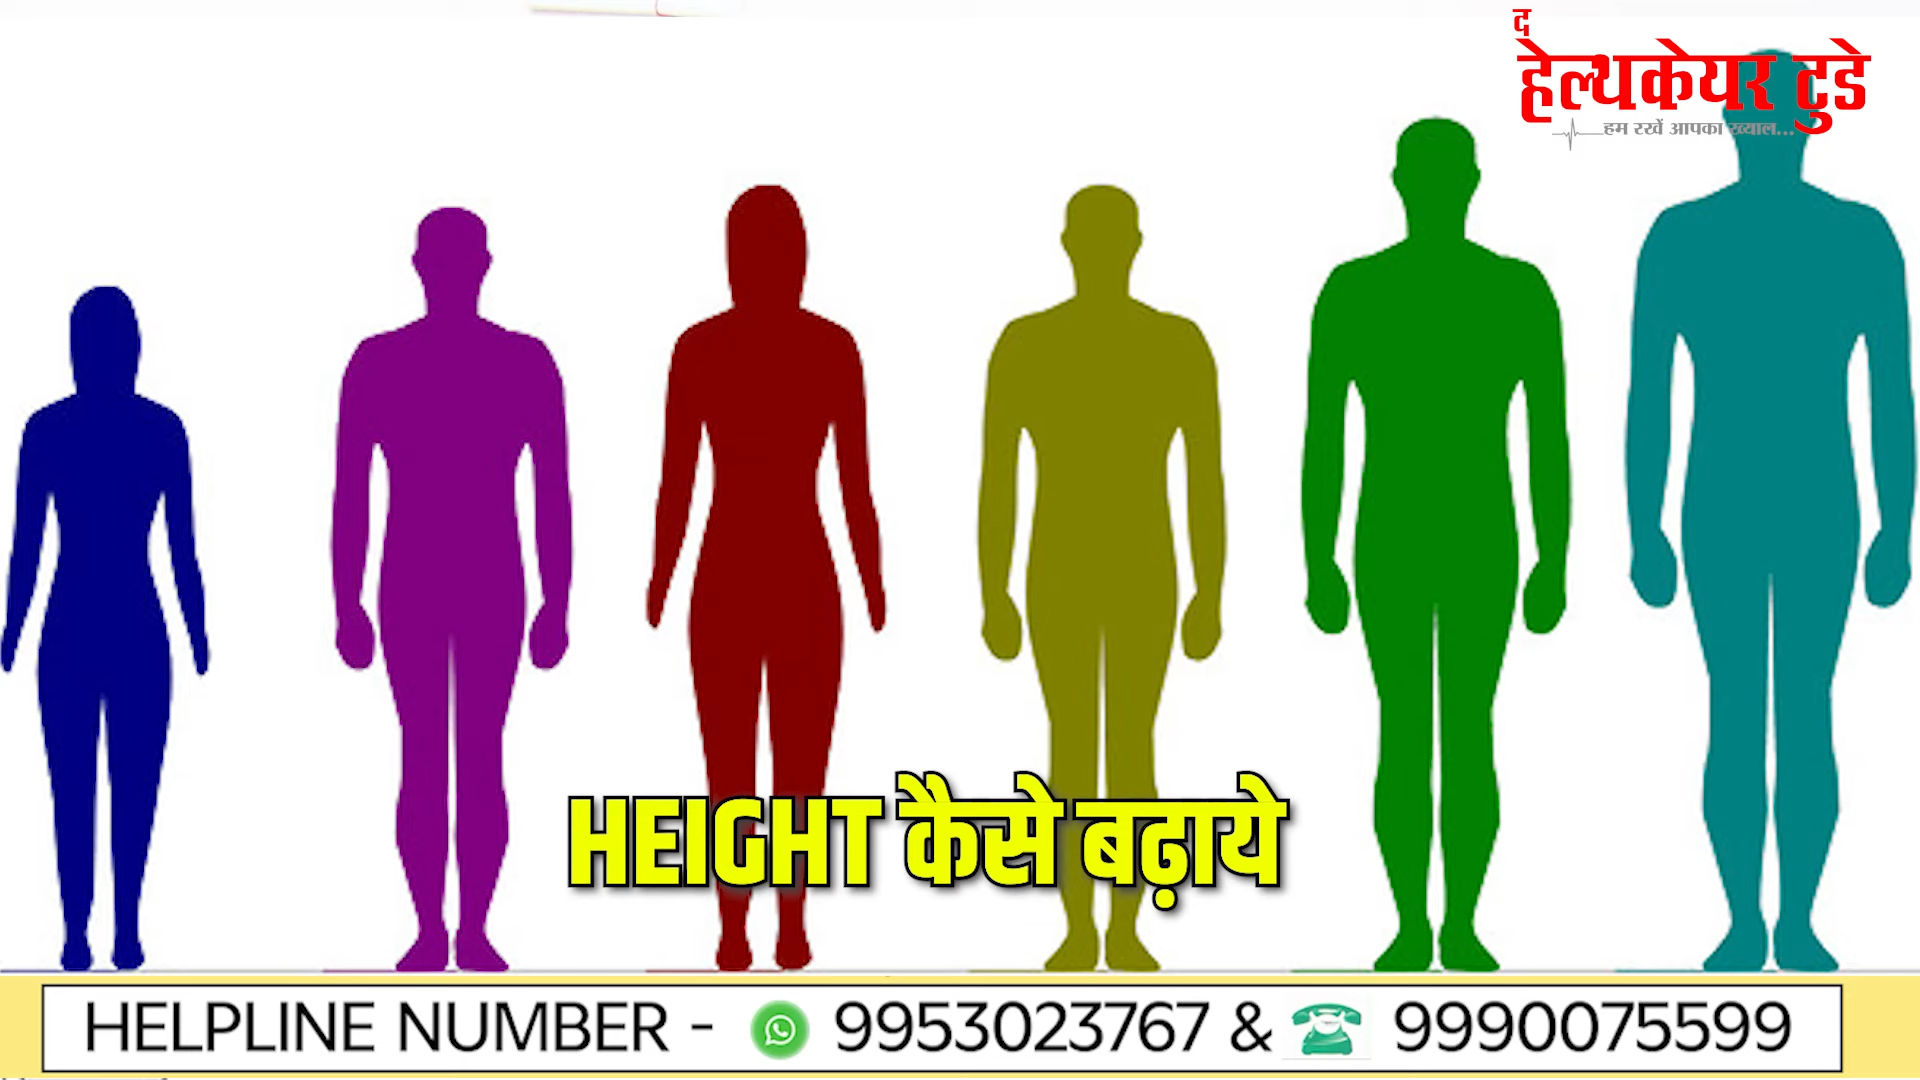 द
हेल्थकेयर टुडे
हम रखें आपका ख्याल...
HEIGHT कैसे बढ़ाये
HELPLINE NUMBER - 9953023767 & 9990075599